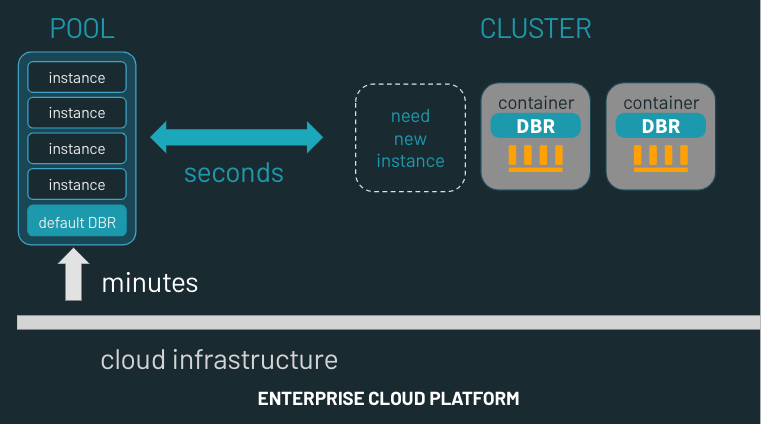 POOL
CLUSTER
instance
instance
instance
instance
default DBR
seconds
need
new
instance
container
DBR
container
DBR
minutes
cloud infrastructure
ENTERPRISE CLOUD PLATFORM